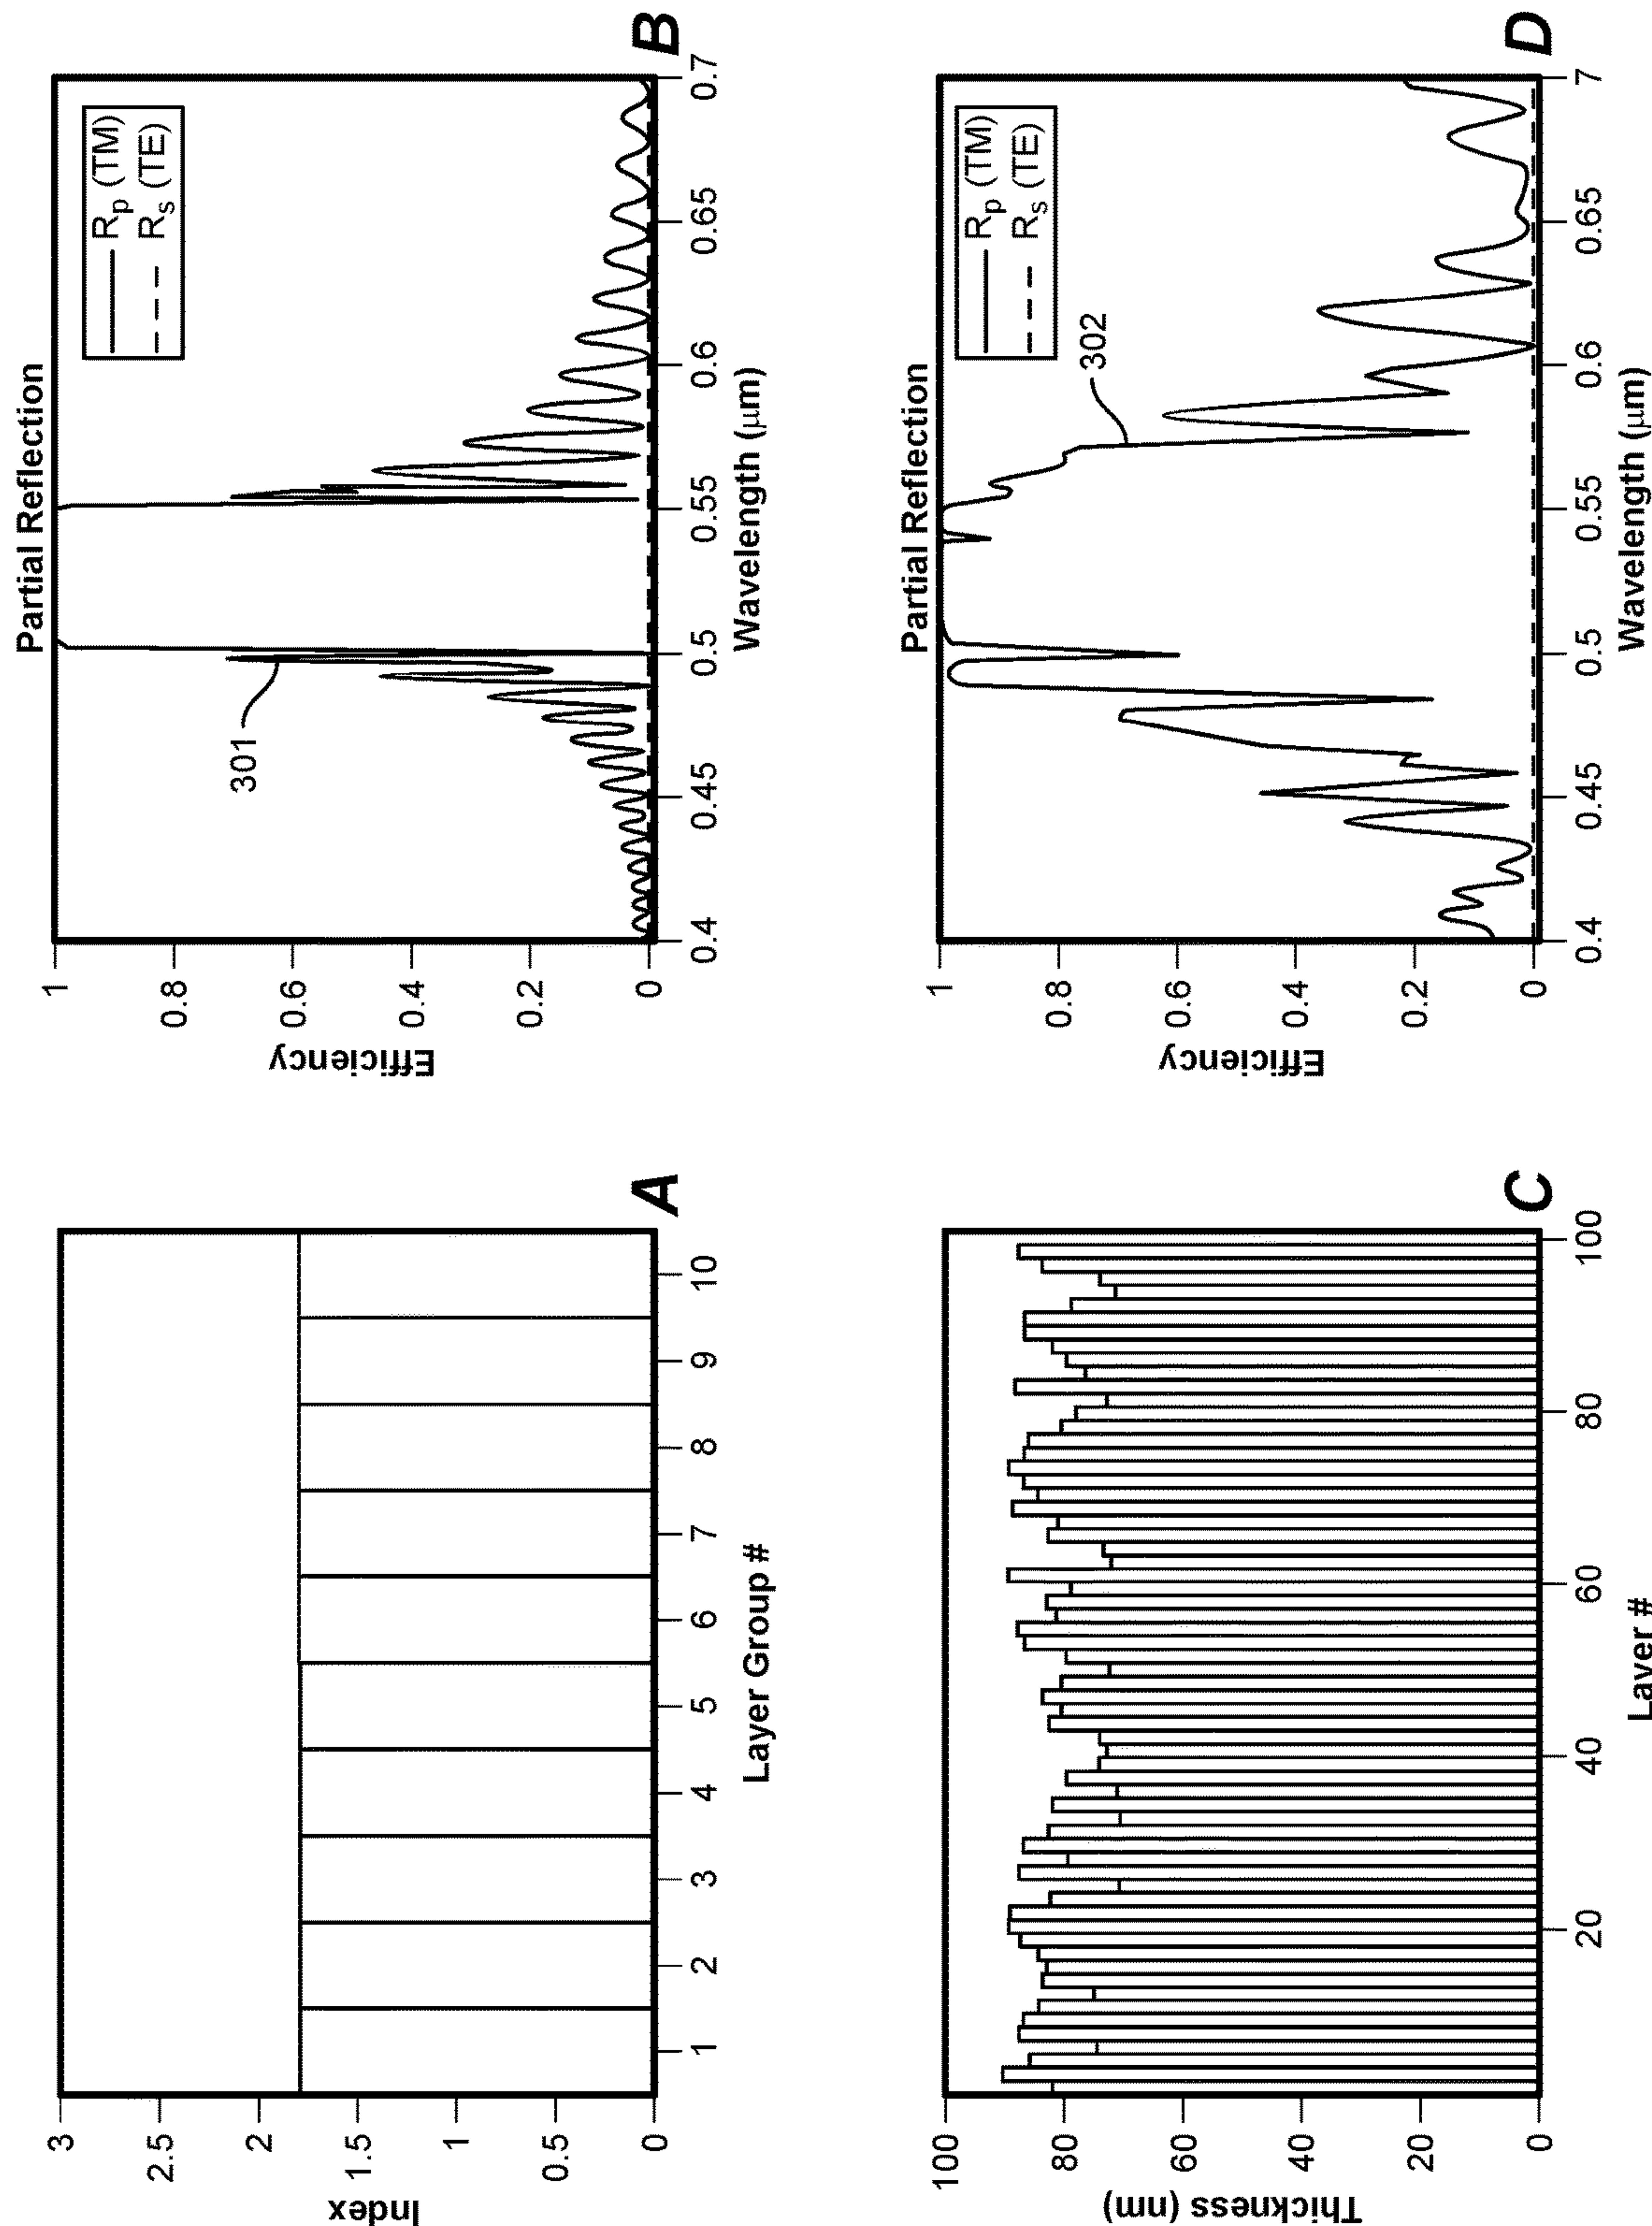 Index
3
2.5
2
1.5
1
0.5
0
1 2 3 4 5 6 7 8 9 10
Layer Group #
A
Partial Reflection
Efficiency
1
0.8
0.6
0.4
0.2
0
301
Rp (TM)
Rs (TE)
0.4 0.45 0.5 0.55 0.6 0.65 0.7
Wavelength (μm)
B
Thickness (nm)
100
80
60
40
20
0
20 40 60 80 100
Layer #
C
Partial Reflection
Efficiency
1
0.8
0.6
0.4
0.2
0
302
Rp (TM)
Rs (TE)
0.4 0.45 0.5 0.55 0.6 0.65 7
Wavelength (μm)
D